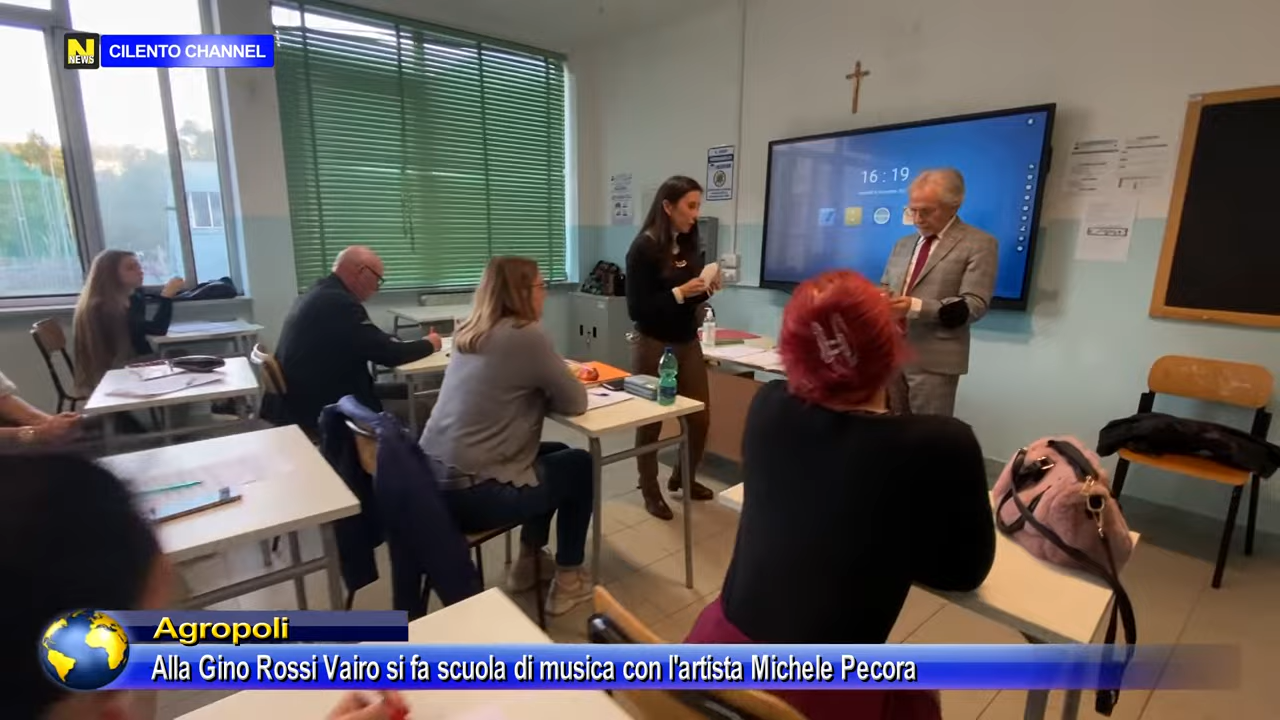 N
NEWS
CILENTO CHANNEL
16 : 19
Agropoli
Alla Gino Rossi Vairo si fa scuola di musica con l'artista Michele Pecora